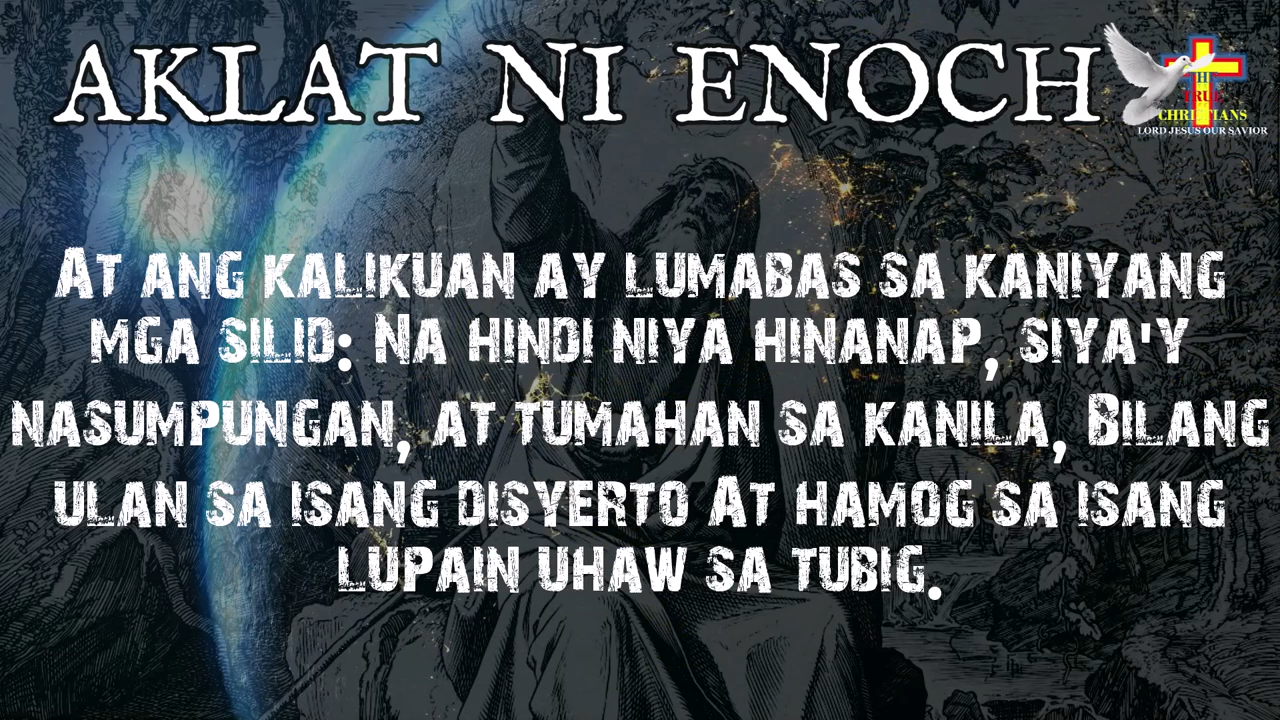 AKLAT NI ENOCH
THE
TRUE
CHRISTIANS
LORD JESUS OUR SAVIOR
At ang kalikuan ay lumabas sa kaniyang
mga silid: Na hindi niya hinanap, siya'y
nasumpungan, at tumahan sa kanila, Bilang
ulan sa isang disyerto At hamog sa isang
lupain uhaw sa tubig.